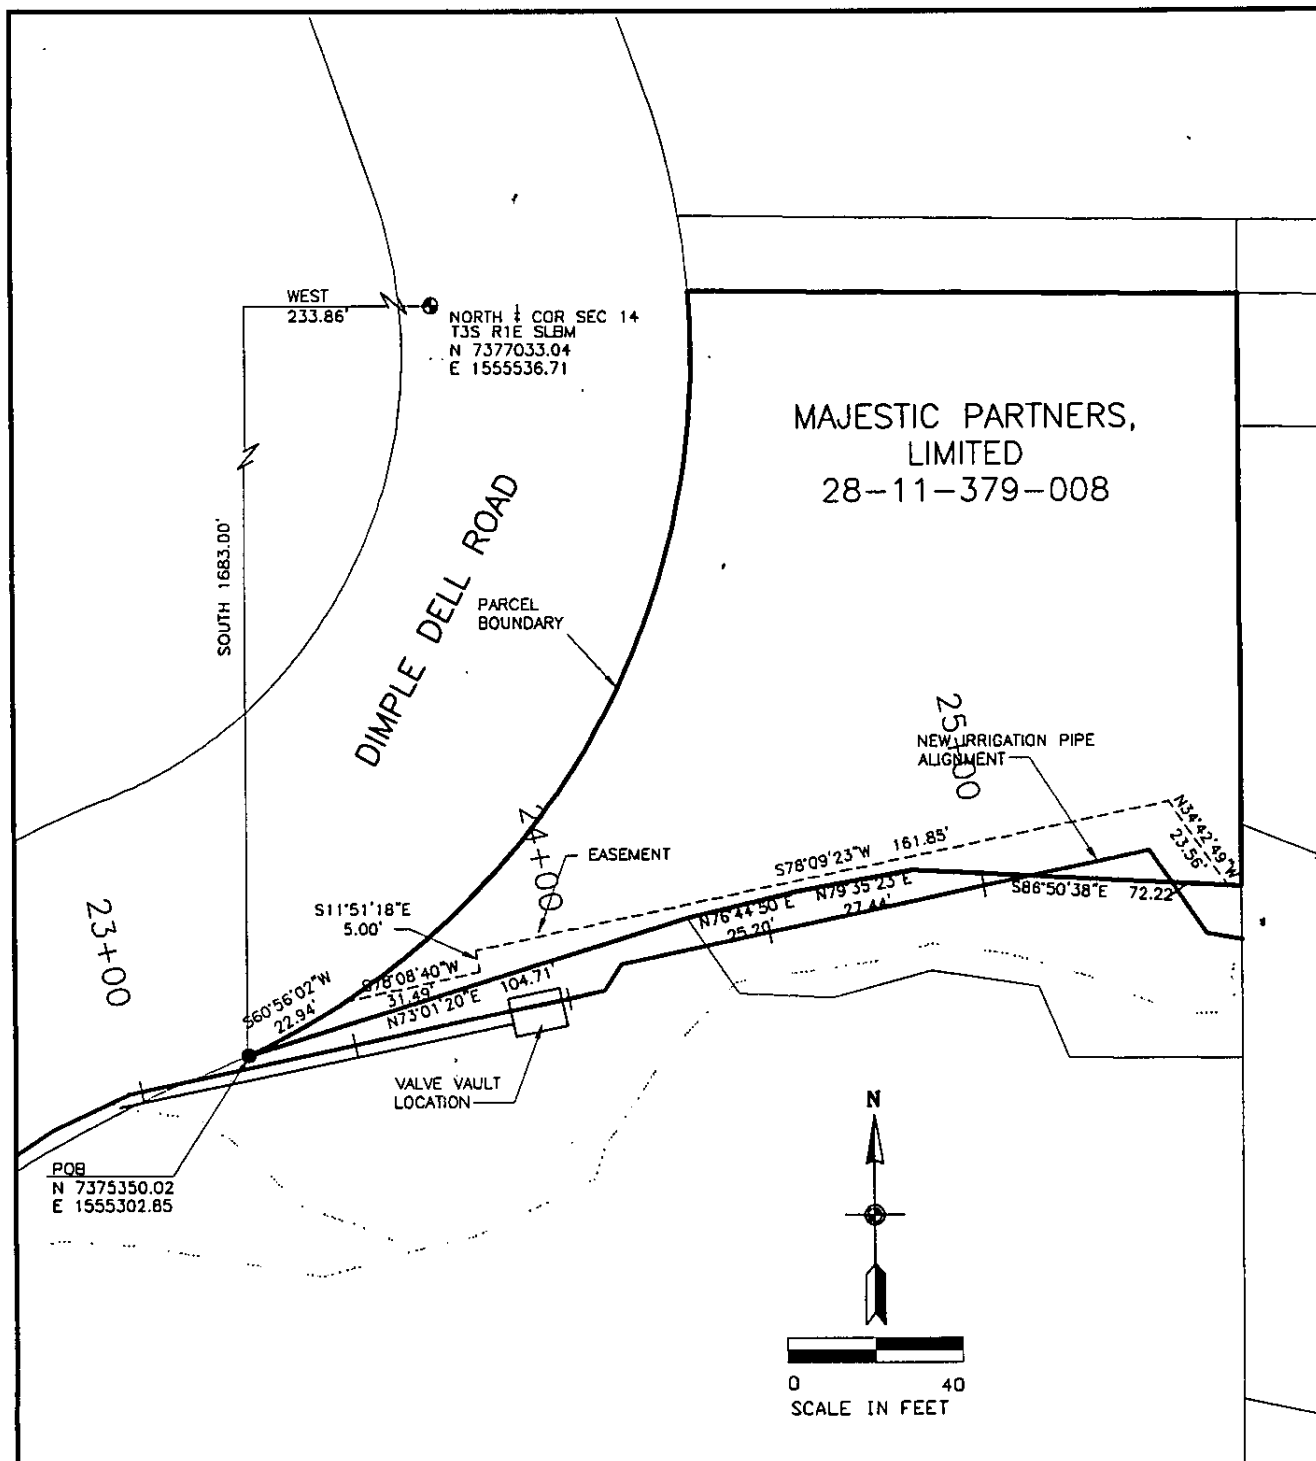 WEST
233.86'
NORTH ¼ COR SEC 14
T3S R1E SLBM
N 7377033.04
E 1555536.71
MAJESTIC PARTNERS,
LIMITED
28-11-379-008
SOUTH 1683.00'
DIMPLE DELL ROAD
PARCEL
BOUNDARY
25+00
NEW IRRIGATION PIPE
ALIGNMENT
24+00
EASEMENT
S78°09'23"W 161.85'
N34°42'49"W
23.56'
S11°51'18"E
5.00'
N76°44'50"E
25.20'
N79°35'23"E
27.44'
S86°50'38"E 72.22'
23+00
S60°56'02"W
22.94'
S78°08'40"W
31.49'
N73°01'20"E 104.71'
VALVE VAULT
LOCATION
POB
N 7375350.02
E 1555302.85
N
0 40
SCALE IN FEET